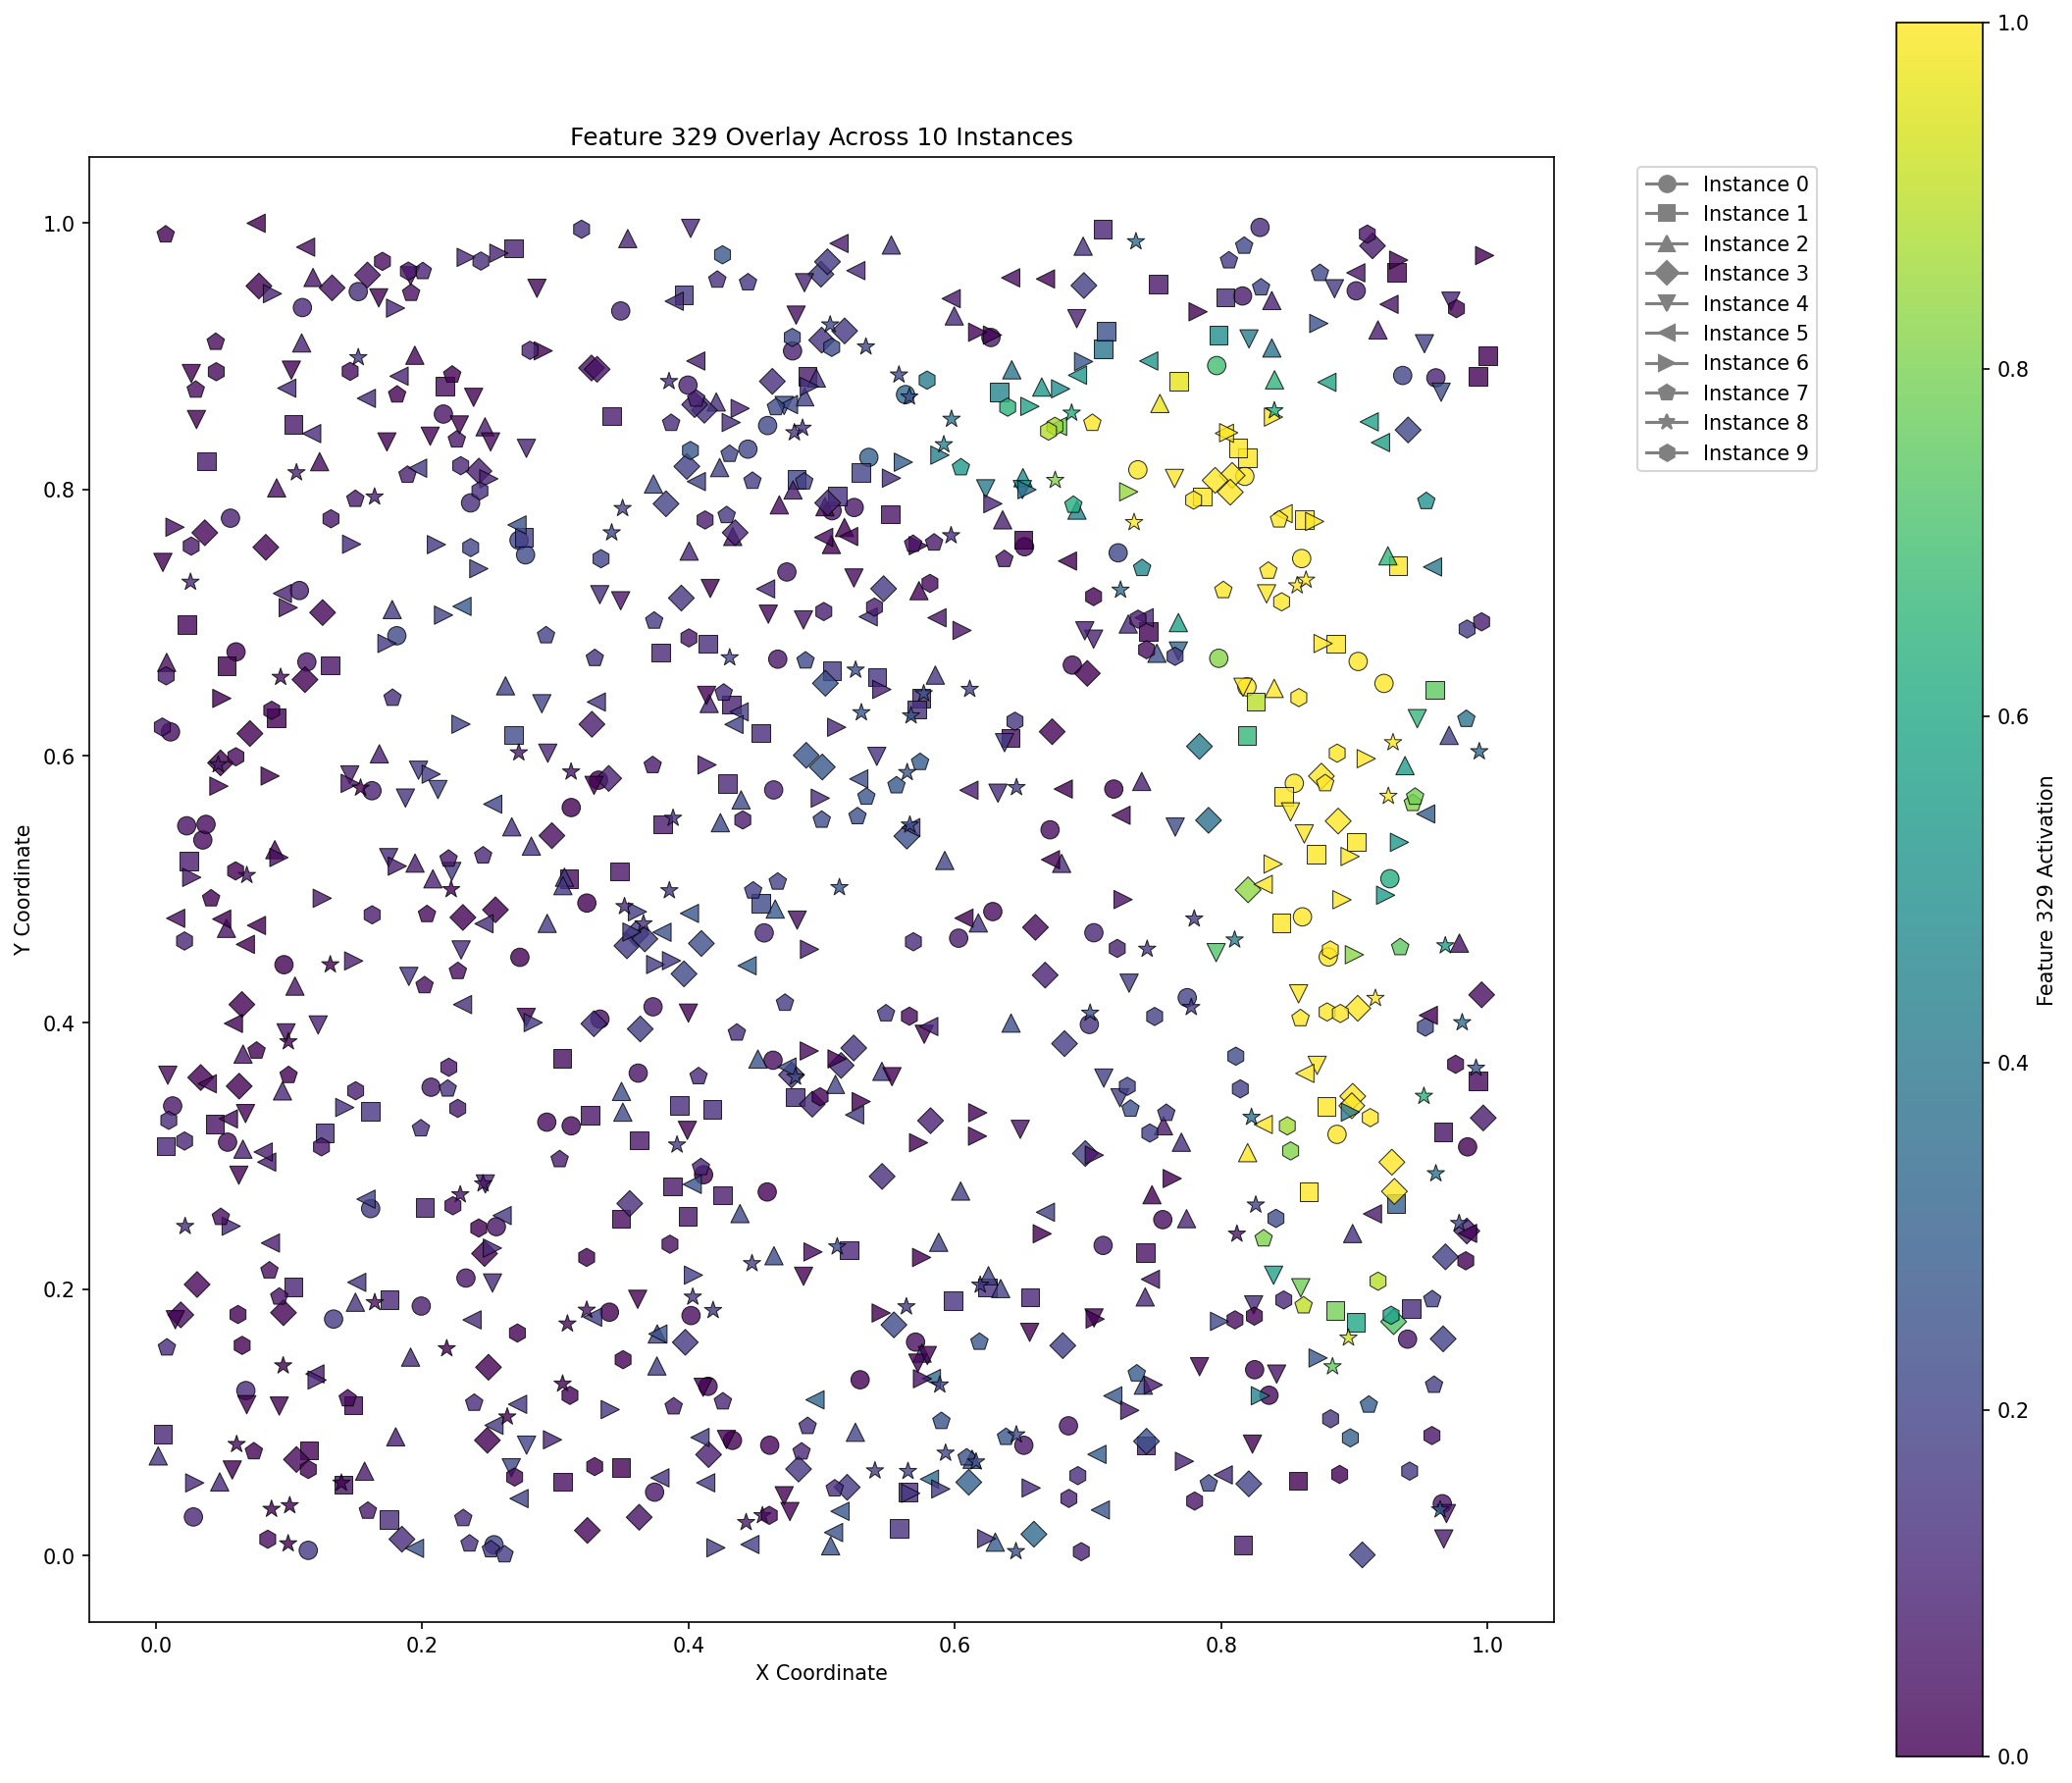 Feature 329 Overlay Across 10 Instances
1.0
0.8
0.6
0.4
0.2
0.0
Y Coordinate
0.0 0.2 0.4 0.6 0.8 1.0
X Coordinate
Instance 0
Instance 1
Instance 2
Instance 3
Instance 4
Instance 5
Instance 6
Instance 7
Instance 8
Instance 9
1.0
0.8
0.6
0.4
0.2
0.0
Feature 329 Activation